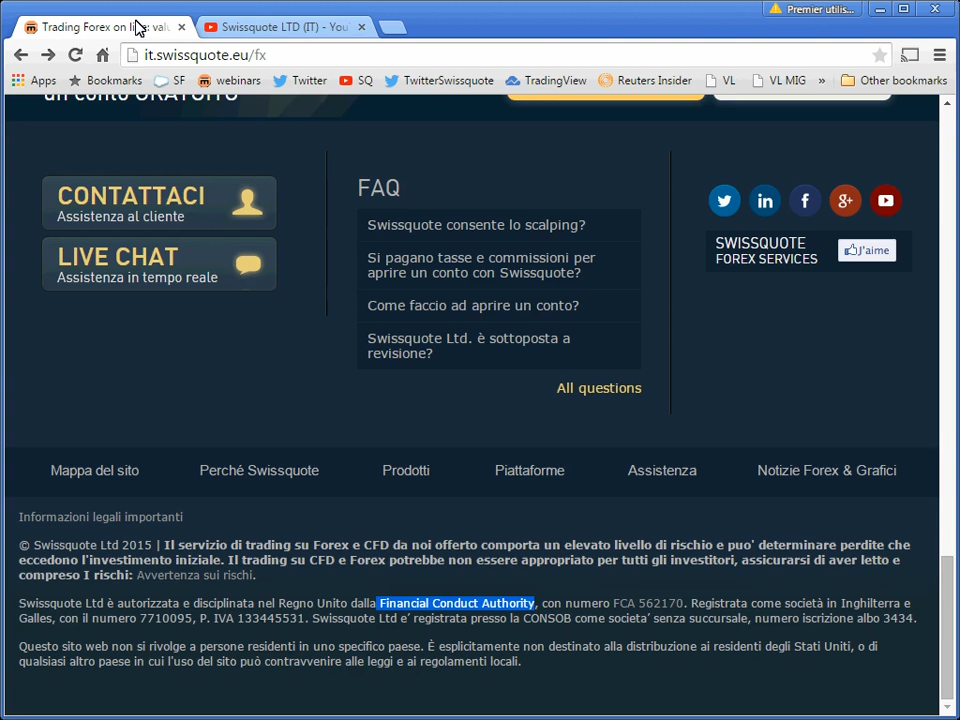 Premier utilis...
Trading Forex on li
Swissquote LTD (IT) - You
it.swissquote.eu/fx
Apps
Bookmarks
SF
webinars
Twitter
SQ
TwitterSwissquote
TradingView
Reuters Insider
VL
VL MIG
»
Other bookmarks
un conto GRATUITO
CONTATTACI
Assistenza al cliente
LIVE CHAT
Assistenza in tempo reale
FAQ
Swissquote consente lo scalping?
Si pagano tasse e commissioni per
aprire un conto con Swissquote?
Come faccio ad aprire un conto?
Swissquote Ltd. è sottoposta a
revisione?
All questions
SWISSQUOTE
FOREX SERVICES
J'aime
Mappa del sito
Perché Swissquote
Prodotti
Piattaforme
Assistenza
Notizie Forex & Grafici
Informazioni legali importanti
© Swissquote Ltd 2015 | Il servizio di trading su Forex e CFD da noi offerto comporta un elevato livello di rischio e puo' determinare perdite che
eccedono l'investimento iniziale. Il trading su CFD e Forex potrebbe non essere appropriato per tutti gli investitori, assicurarsi di aver letto e
compreso I rischi: Avvertenza sui rischi.
Swissquote Ltd è autorizzata e disciplinata nel Regno Unito dalla Financial Conduct Authority, con numero FCA 562170. Registrata come società in Inghilterra e
Galles, con il numero 7710095, P. IVA 133445531. Swissquote Ltd e' registrata presso la CONSOB come societa' senza succursale, numero iscrizione albo 3434.
Questo sito web non si rivolge a persone residenti in uno specifico paese. È esplicitamente non destinato alla distribuzione ai residenti degli Stati Uniti, o di
qualsiasi altro paese in cui l'uso del sito può contravvenire alle leggi e ai regolamenti locali.